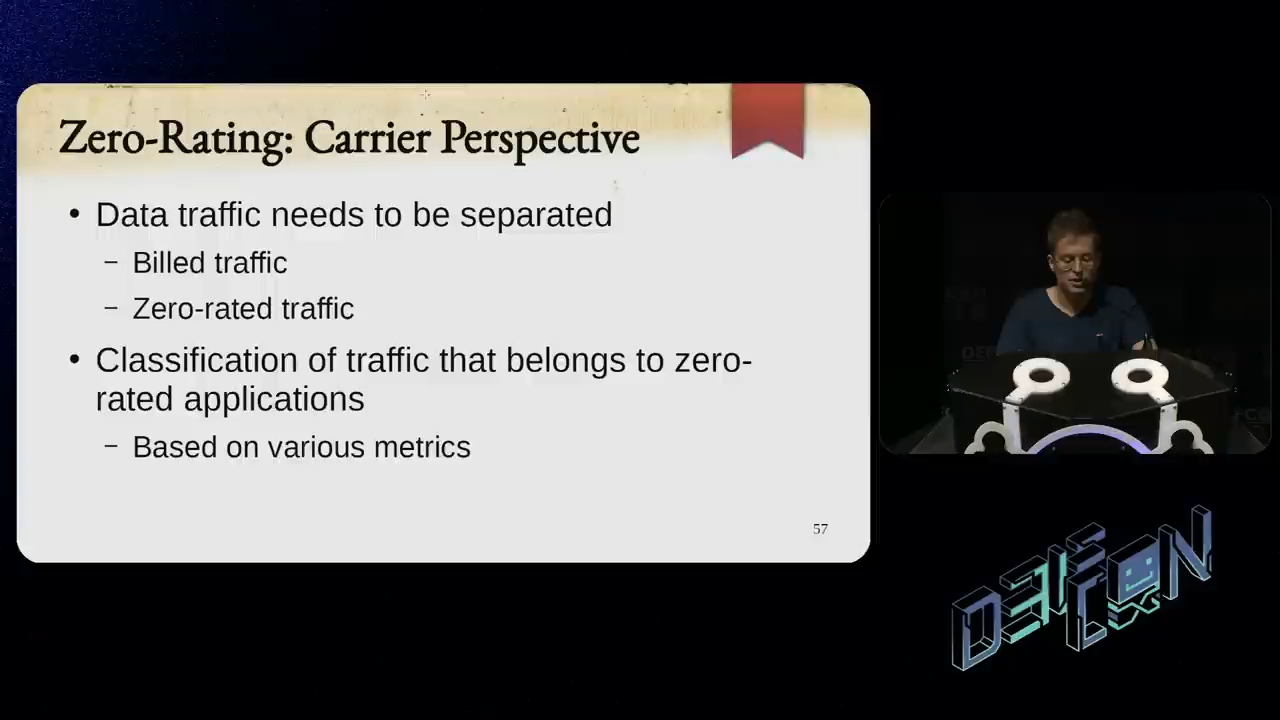 Zero-Rating: Carrier Perspective
• Data traffic needs to be separated
– Billed traffic
– Zero-rated traffic
• Classification of traffic that belongs to zero-
rated applications
– Based on various metrics
57
DEF
CON